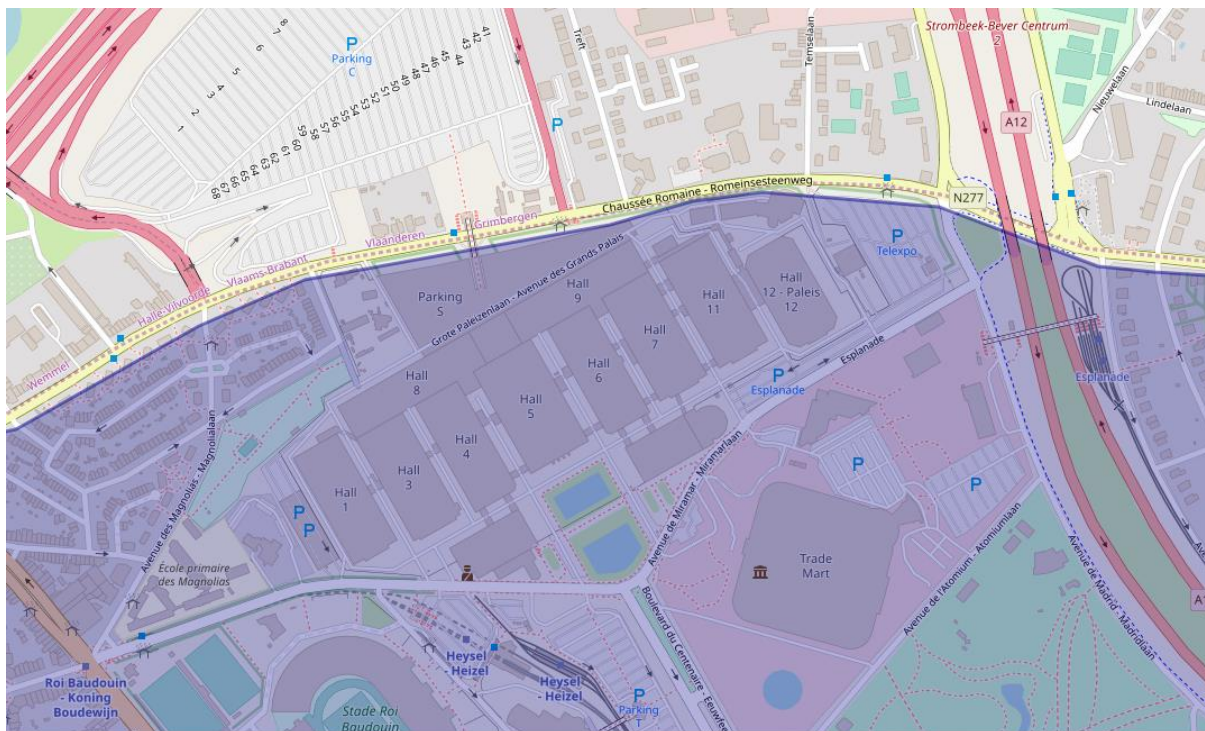 Strombeek-Bever Centrum
2
P
Parking
C
1
2
3
4
5
6
7
8
41
42
43
44
45
46
47
48
49
50
51
52
53
54
55
56
57
58
59
60
61
62
63
64
65
66
67
68
P
Treft
Temselaan
Nieuwelaan
Lindelaan
A12
N277
Chaussée Romaine - Romeinsesteenweg
Grimbergen
Vlaanderen
Vlaams-Brabant
Halle-Vilvoorde
Wemmel
P
Telexpo
Parking
S
Grote Paleizenlaan - Avenue des Grands Palais
Hall
9
Hall
11
Hall
12 - Paleis
12
Hall
7
Hall
6
Hall
8
Hall
5
Hall
4
Hall
3
Hall
1
Esplanade
P
Esplanade
Esplanade
P
P
P
P
Avenue des Magnolias - Magnolialaan
École primaire
des Magnolias
Avenue de Miramar - Miramarlaan
Trade
Mart
Avenue de l'Atomium - Atomiumlaan
Avenue de Madrid - Madridlaan
Boulevard du Centenaire - Eeuwfee
Heysel
- Heizel
Heysel
- Heizel
Roi Baudouin
- Koning
Boudewijn
Stade Roi
Baudouin
P
Parking
T
A1